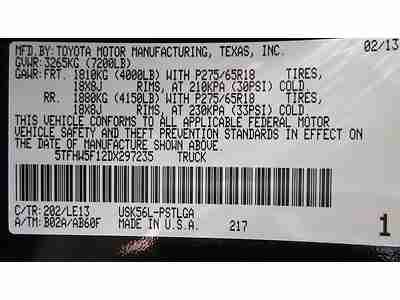 MFD.BY: TOYOTA MOTOR MANUFACTURING, TEXAS, INC. 02/13
GVWR: 3265KG (7200LB)
GAWR: FRT. 1810KG (4000LB) WITH P275/65R18 TIRES,
18X8J RIMS, AT 210KPA (30PSI) COLD
RR. 1880KG (4150LB) WITH P275/65R18 TIRES,
18X8J RIMS, AT 230KPA (33PSI) COLD
THIS VEHICLE CONFORMS TO ALL APPLICABLE FEDERAL MOTOR
VEHICLE SAFETY AND THEFT PREVENTION STANDARDS IN EFFECT
ON THE DATE OF MANUFACTURE SHOWN ABOVE.
5TFHW5F12DX297235 TRUCK
C/TR: 202/LE13 USK56L-PSTLGA
A/TM: B02A/AB60F MADE IN U.S.A. 217 1